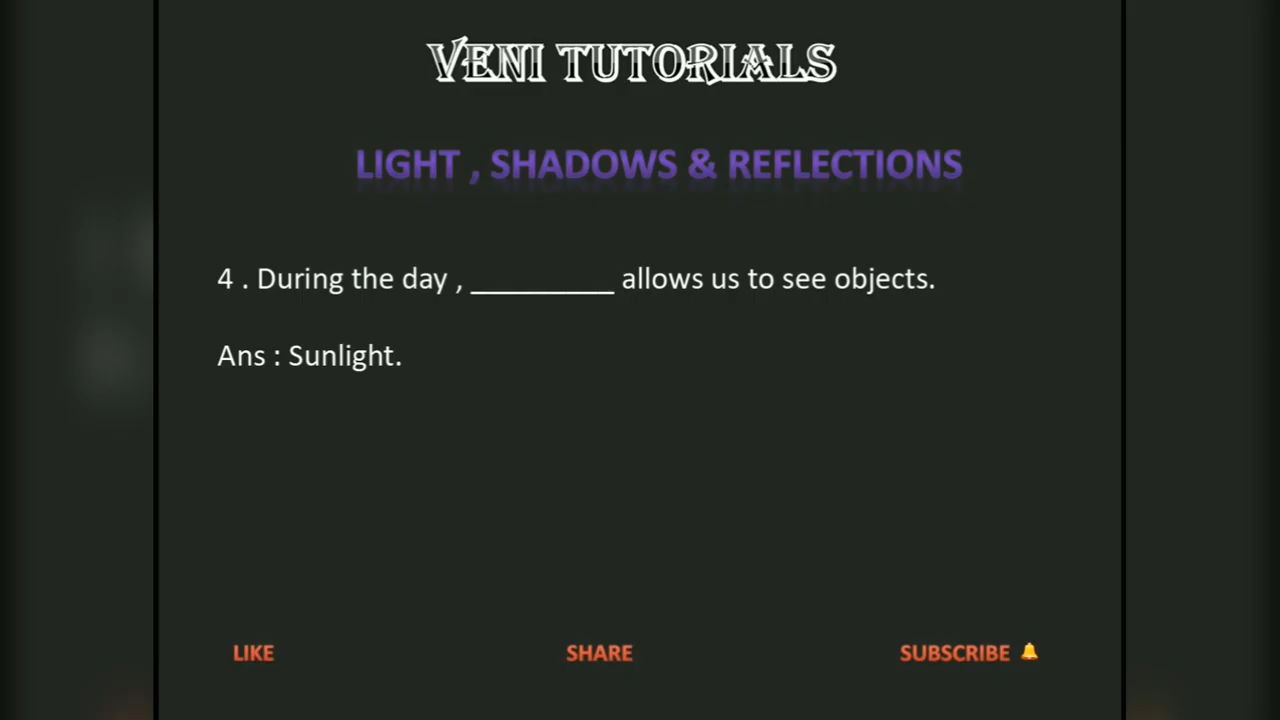 VENI TUTORIALS
LIGHT , SHADOWS & REFLECTIONS
4 . During the day , _________ allows us to see objects.
Ans : Sunlight.
LIKE SHARE SUBSCRIBE 🔔